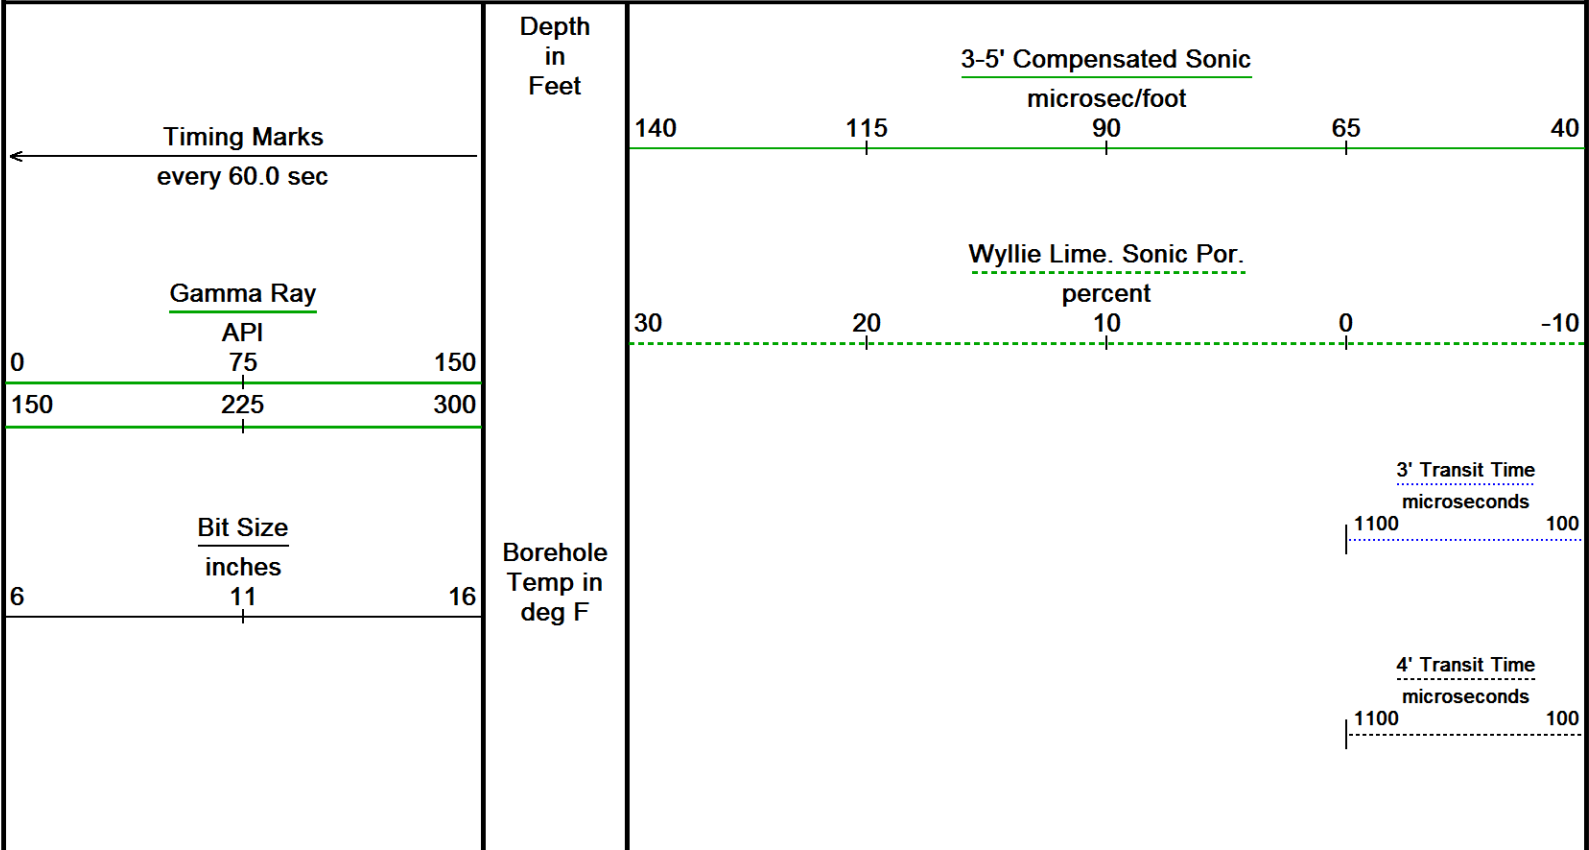 Timing Marks
every 60.0 sec
Gamma Ray
API
0 75 150
150 225 300
Bit Size
inches
6 11 16
Depth
in
Feet
Borehole
Temp in
deg F
3-5' Compensated Sonic
microsec/foot
140 115 90 65 40
Wyllie Lime. Sonic Por.
percent
30 20 10 0 -10
3' Transit Time
microseconds
1100 100
4' Transit Time
microseconds
1100 100